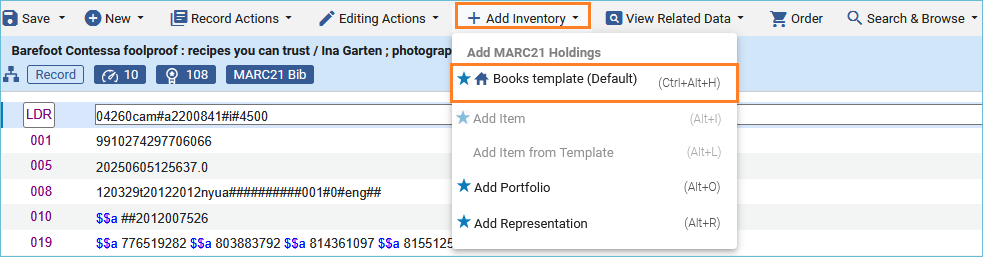 Save New Record Actions Editing Actions Add Inventory View Related Data Order Search & Browse
Barefoot Contessa foolproof : recipes you can trust / Ina Garten ; photograp
Add MARC21 Holdings
Record 10 108 MARC21 Bib
Books template (Default) (Ctrl+Alt+H)
LDR 04260cam#a2200841#i#4500
Add Item (Alt+I)
001 9910274297706066
Add Item from Template (Alt+L)
005 20250605125637.0
Add Portfolio (Alt+O)
008 120329t20122012nyua##########001#0#eng##
010 $$a ##2012007526
Add Representation (Alt+R)
019 $$a 776519282 $$a 803883792 $$a 814361097 $$a 8155125